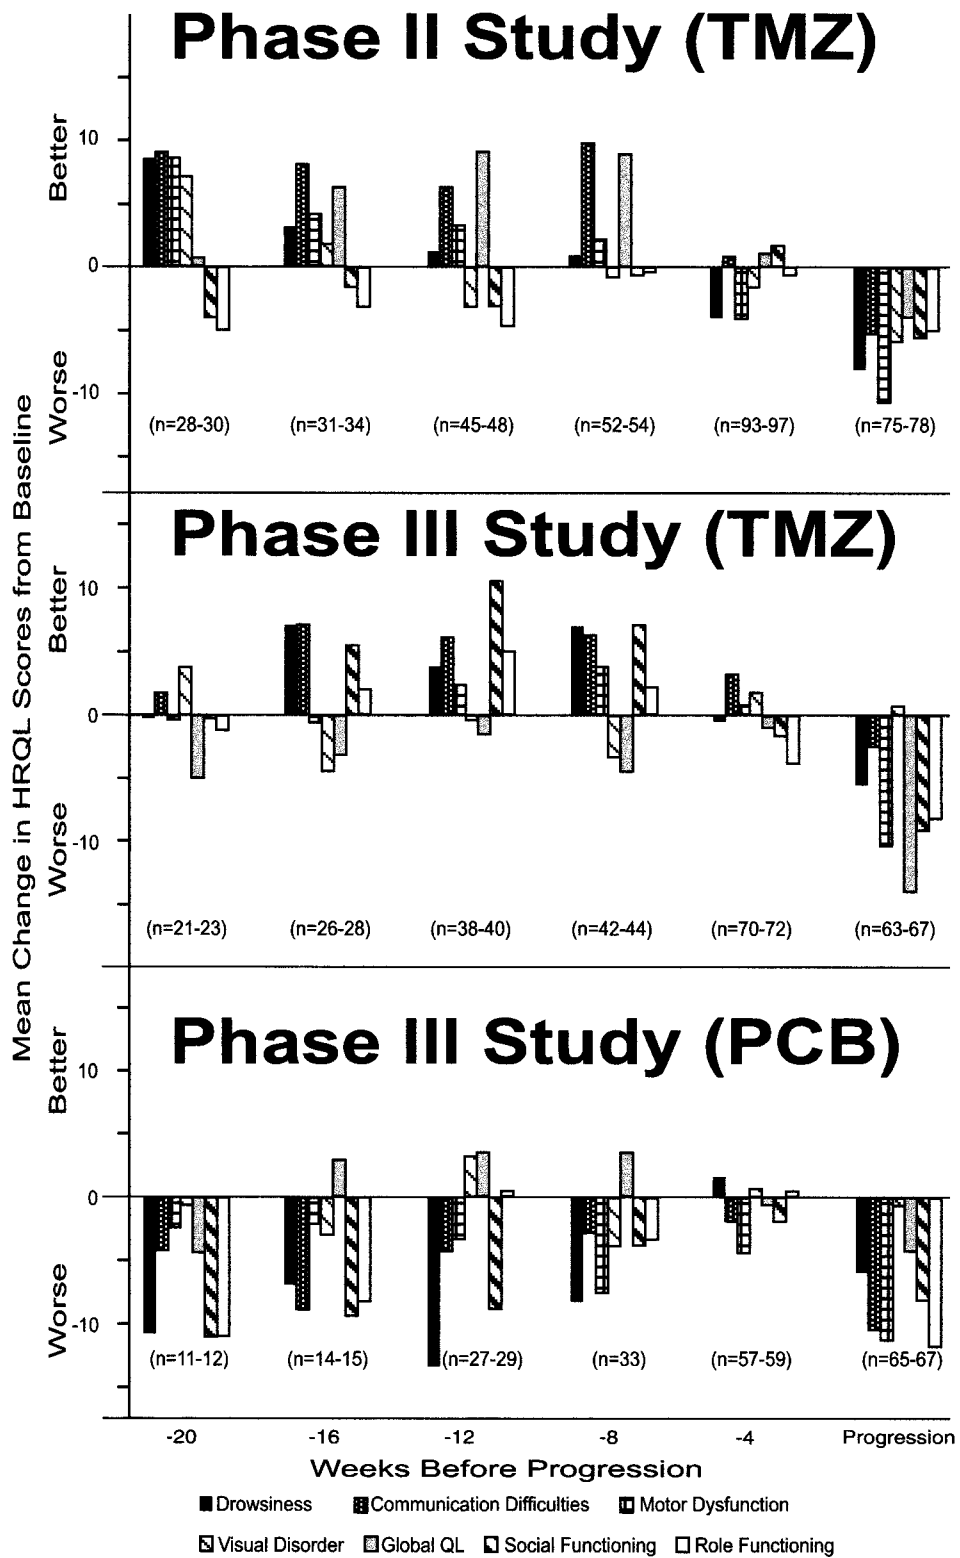 Phase II Study (TMZ)
Better
10
0
Worse
-10
(n=28-30) (n=31-34) (n=45-48) (n=52-54) (n=93-97) (n=75-78)
Mean Change in HRQL Scores from Baseline
Phase III Study (TMZ)
Better
10
0
Worse
-10
(n=21-23) (n=26-28) (n=38-40) (n=42-44) (n=70-72) (n=63-67)
Phase III Study (PCB)
Better
10
0
Worse
-10
(n=11-12) (n=14-15) (n=27-29) (n=33) (n=57-59) (n=65-67)
-20 -16 -12 -8 -4 Progression
Weeks Before Progression
Drowsiness Communication Difficulties Motor Dysfunction
Visual Disorder Global QL Social Functioning Role Functioning